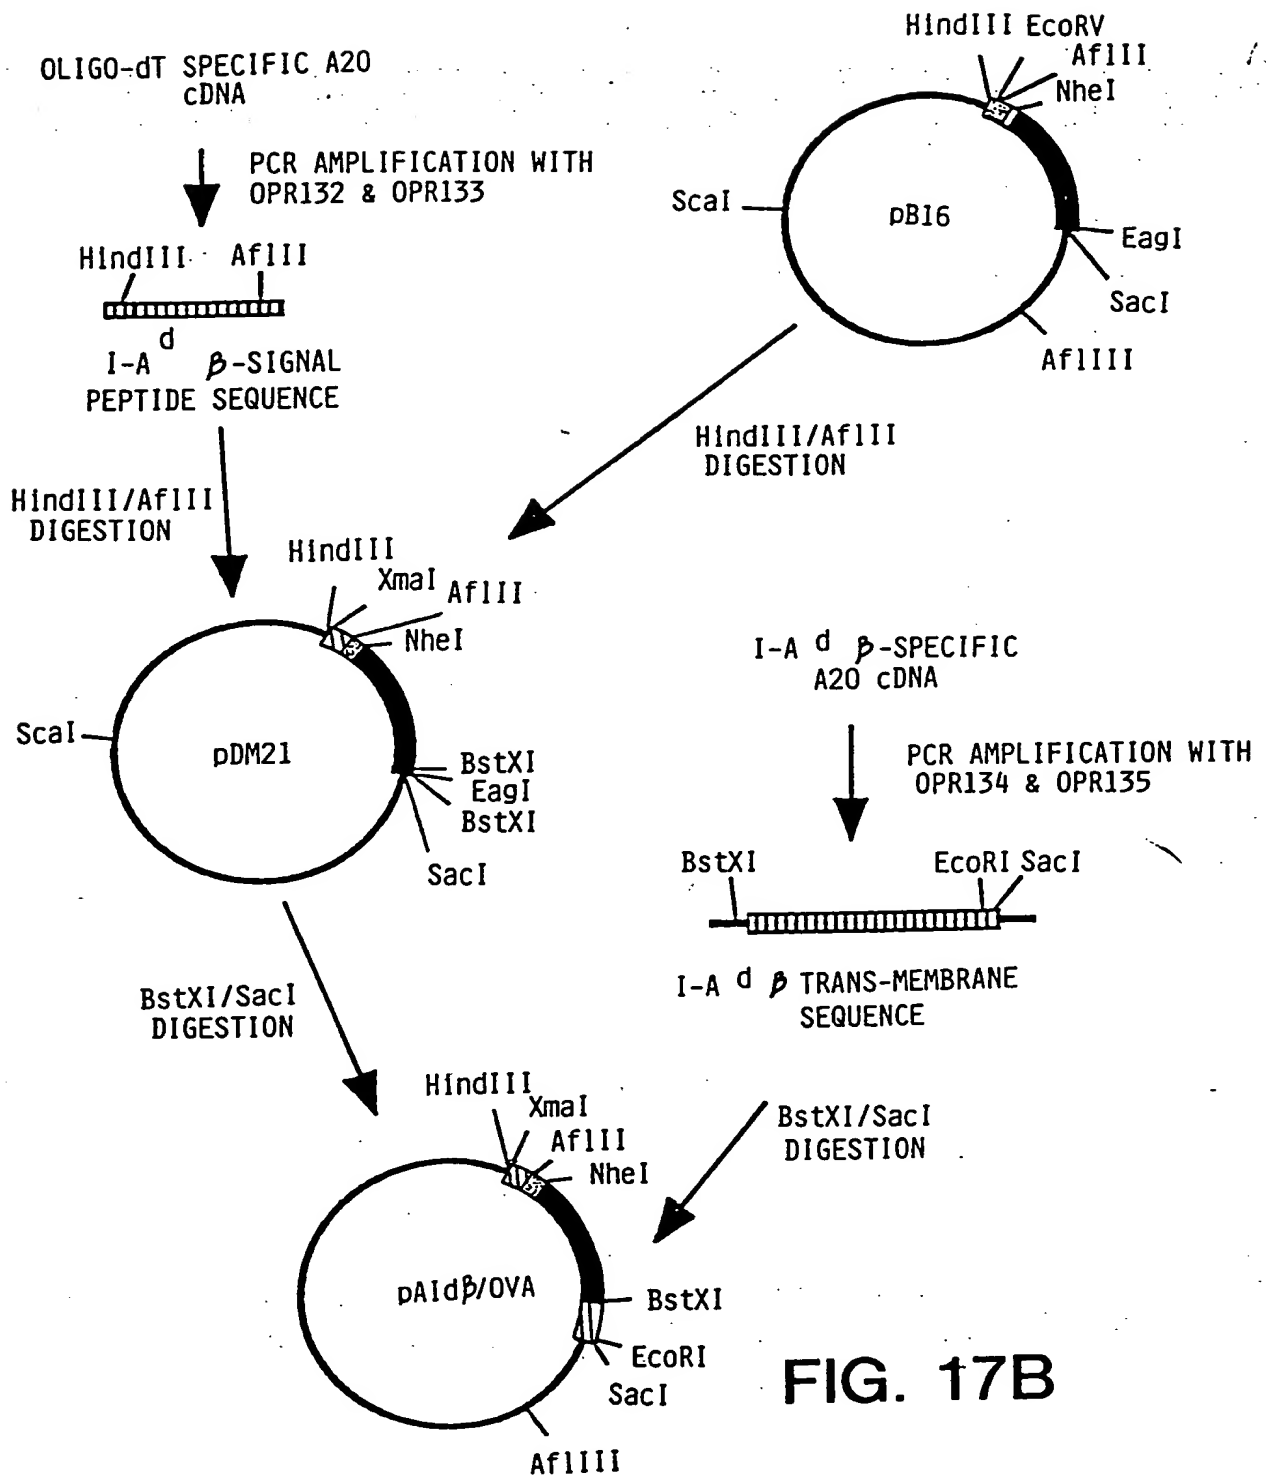 OLIGO-dT SPECIFIC A20
cDNA
PCR AMPLIFICATION WITH
OPR132 & OPR133
HindIII AflII
I-A d β-SIGNAL
PEPTIDE SEQUENCE
HindIII/AflII
DIGESTION
HindIII EcoRV
AflII
NheI
ScaI
pB16
EagI
SacI
AflIII
HindIII/AflII
DIGESTION
HindIII
XmaI
AflII
NheI
ScaI
pDM21
BstXI
EagI
BstXI
SacI
I-A d β-SPECIFIC
A20 cDNA
PCR AMPLIFICATION WITH
OPR134 & OPR135
BstXI
EcoRI SacI
I-A d β TRANS-MEMBRANE
SEQUENCE
BstXI/SacI
DIGESTION
BstXI/SacI
DIGESTION
HindIII
XmaI
AflII
NheI
pAIdβ/OVA
BstXI
EcoRI
SacI
AflIII
FIG. 17B